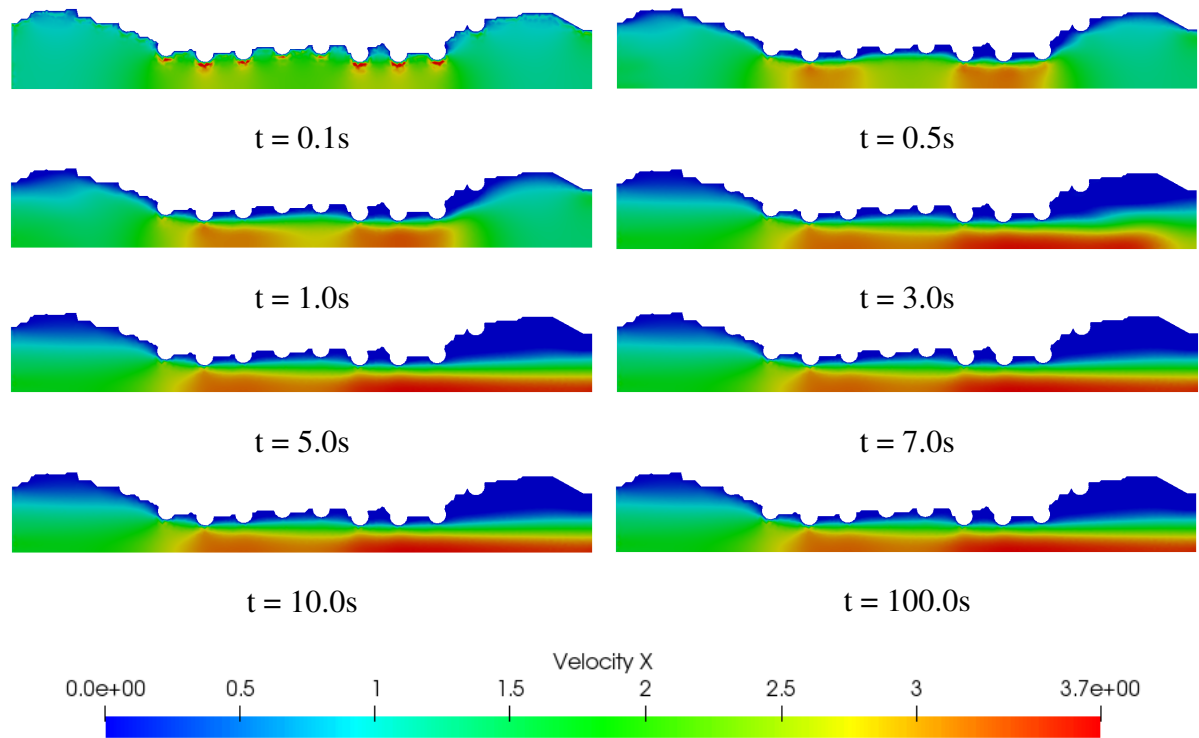 t = 0.1s
t = 0.5s
t = 1.0s
t = 3.0s
t = 5.0s
t = 7.0s
t = 10.0s
t = 100.0s
Velocity X
0.0e+00 0.5 1 1.5 2 2.5 3 3.7e+00